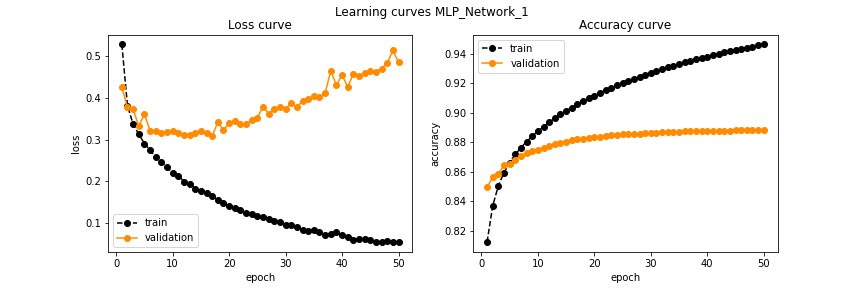 Learning curves MLP_Network_1
Loss curve
0.5
0.4
0.3
0.2
0.1
loss
train
validation
0
10
20
30
40
50
epoch
Accuracy curve
0.94
0.92
0.90
0.88
0.86
0.84
0.82
accuracy
train
validation
0
10
20
30
40
50
epoch